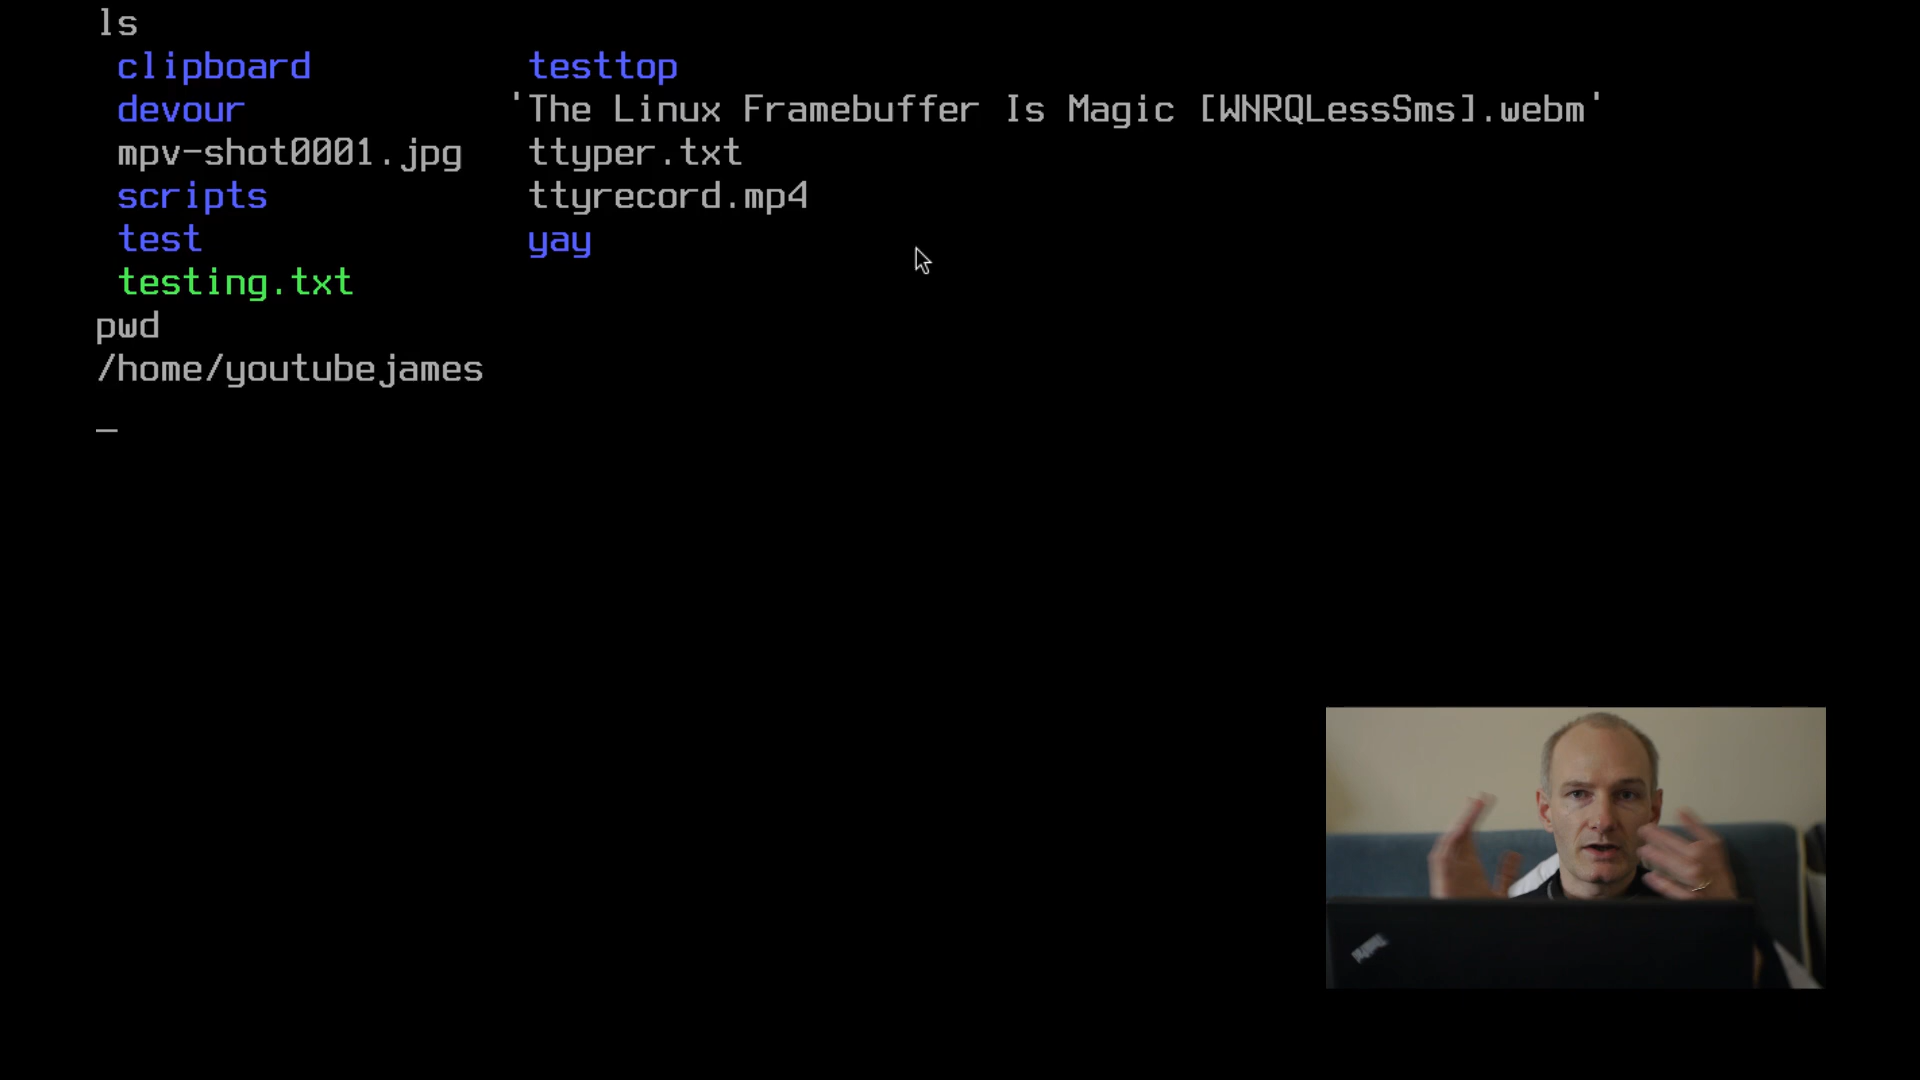 ls
clipboard testtop
devour 'The Linux Framebuffer Is Magic [WNRQLessSms].webm'
mpv-shot0001.jpg ttyper.txt
scripts ttyrecord.mp4
test yay
testing.txt
pwd
/home/youtubejames
_